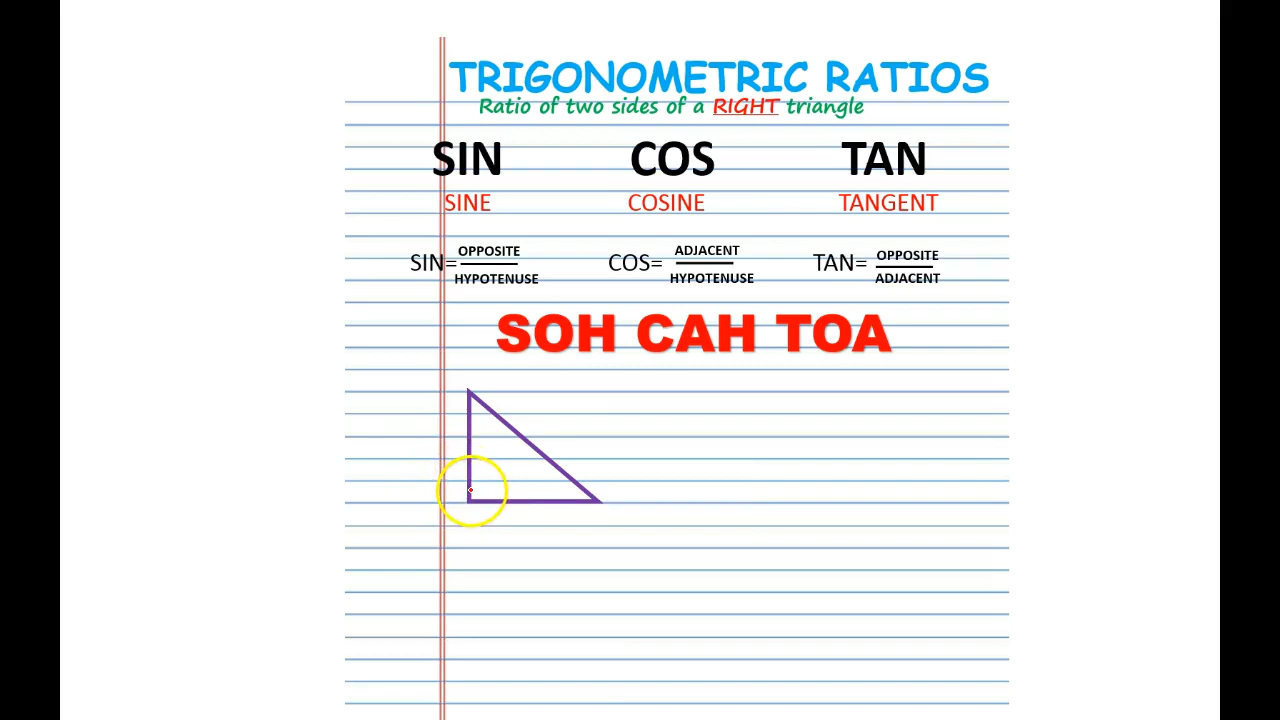 TRIGONOMETRIC RATIOS
Ratio of two sides of a RIGHT triangle
SIN COS TAN
SINE COSINE TANGENT
SIN= OPPOSITE COS= ADJACENT TAN= OPPOSITE
HYPOTENUSE HYPOTENUSE ADJACENT
SOH CAH TOA